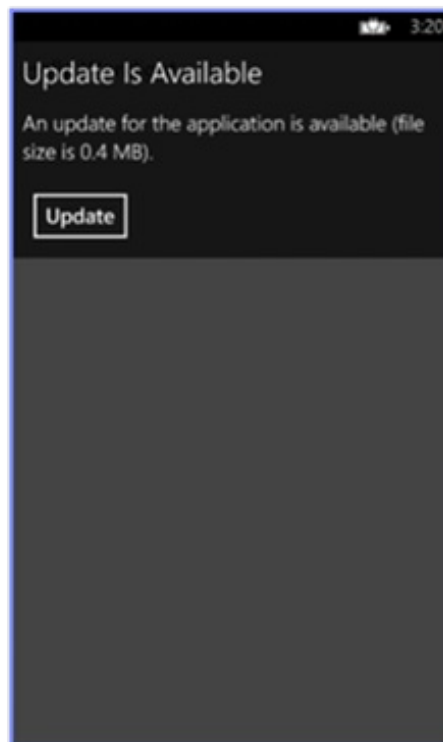 3:20
Update Is Available
An update for the application is available (file
size is 0.4 MB).
Update